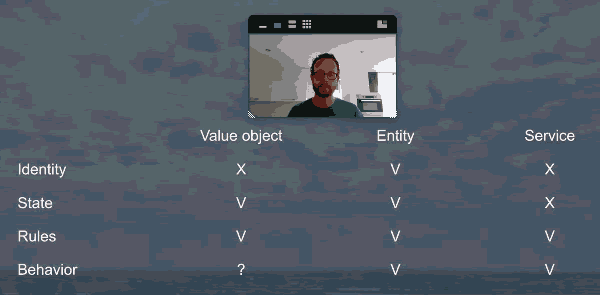 Value object Entity Service
Identity X V X
State V V X
Rules V V V
Behavior ? V V